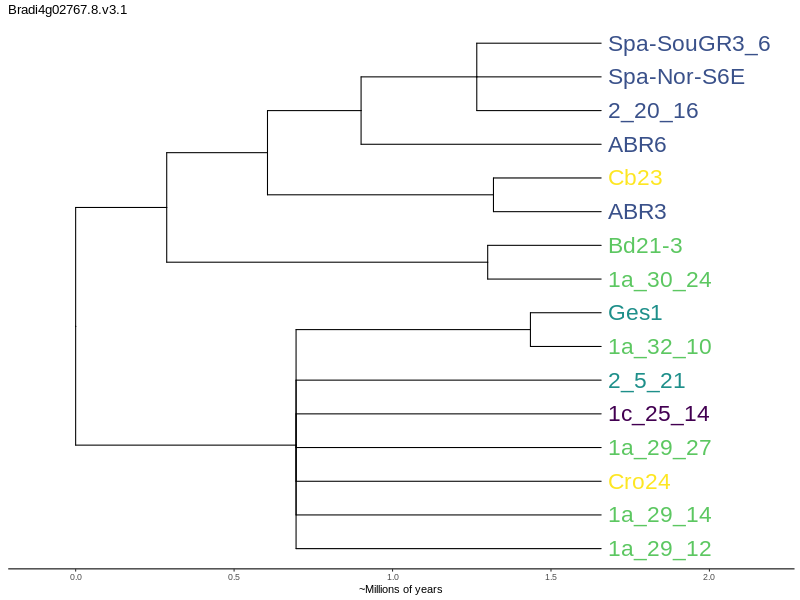 Bradi4g02767.8.v3.1
Spa-SouGR3_6
Spa-Nor-S6E
2_20_16
ABR6
Cb23
ABR3
Bd21-3
1a_30_24
Ges1
1a_32_10
2_5_21
1c_25_14
1a_29_27
Cro24
1a_29_14
1a_29_12
0.0 0.5 1.0 1.5 2.0
~Millions of years